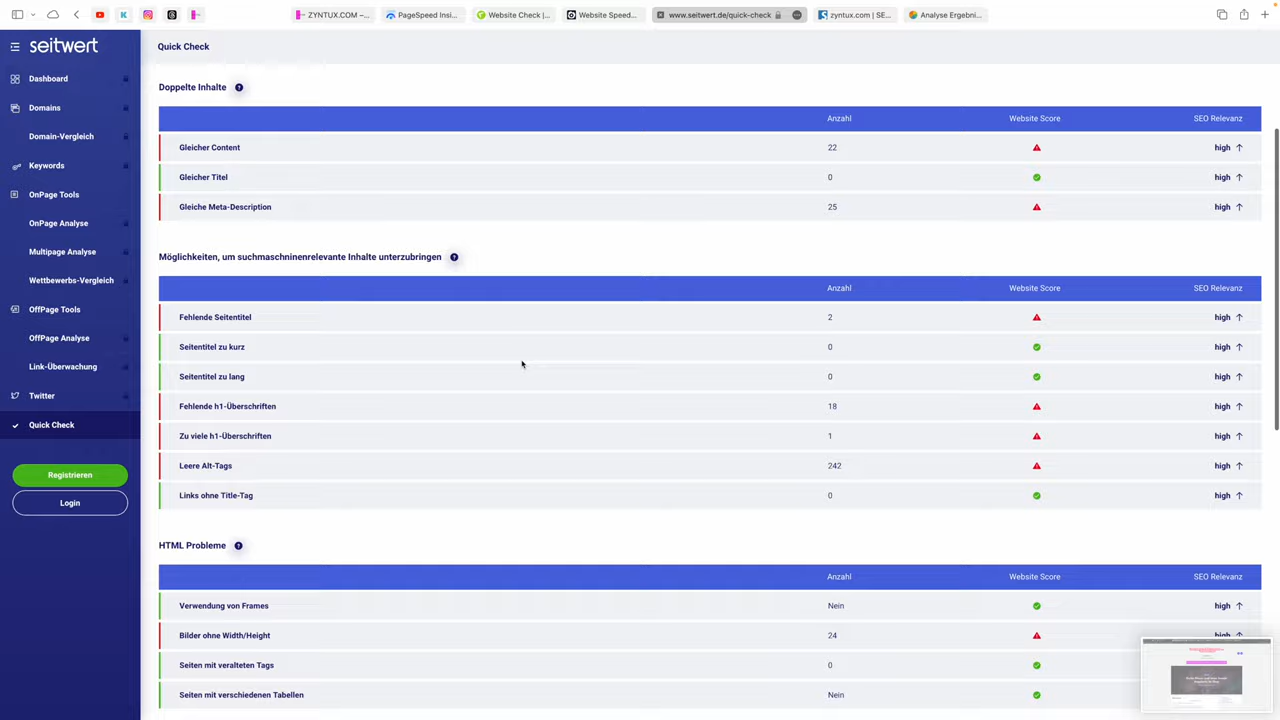 ZYNTUX.COM –...
PageSpeed Insi...
Website Check |...
Website Speed...
www.seitwert.de/quick-check
zyntux.com | SE...
Analyse Ergebni...
seitwert
Quick Check
Dashboard
Domains
Domain-Vergleich
Keywords
OnPage Tools
OnPage Analyse
Multipage Analyse
Wettbewerbs-Vergleich
OffPage Tools
OffPage Analyse
Link-Überwachung
Twitter
Quick Check
Registrieren
Login
Doppelte Inhalte ?
Anzahl Website Score SEO Relevanz
Gleicher Content 22 high
Gleicher Titel 0 high
Gleiche Meta-Description 25 high
Möglichkeiten, um suchmaschninenrelevante Inhalte unterzubringen ?
Anzahl Website Score SEO Relevanz
Fehlende Seitentitel 2 high
Seitentitel zu kurz 0 high
Seitentitel zu lang 0 high
Fehlende h1-Überschriften 18 high
Zu viele h1-Überschriften 1 high
Leere Alt-Tags 242 high
Links ohne Title-Tag 0 high
HTML Probleme ?
Anzahl Website Score SEO Relevanz
Verwendung von Frames Nein high
Bilder ohne Width/Height 24 high
Seiten mit veralteten Tags 0
Seiten mit verschiedenen Tabellen Nein